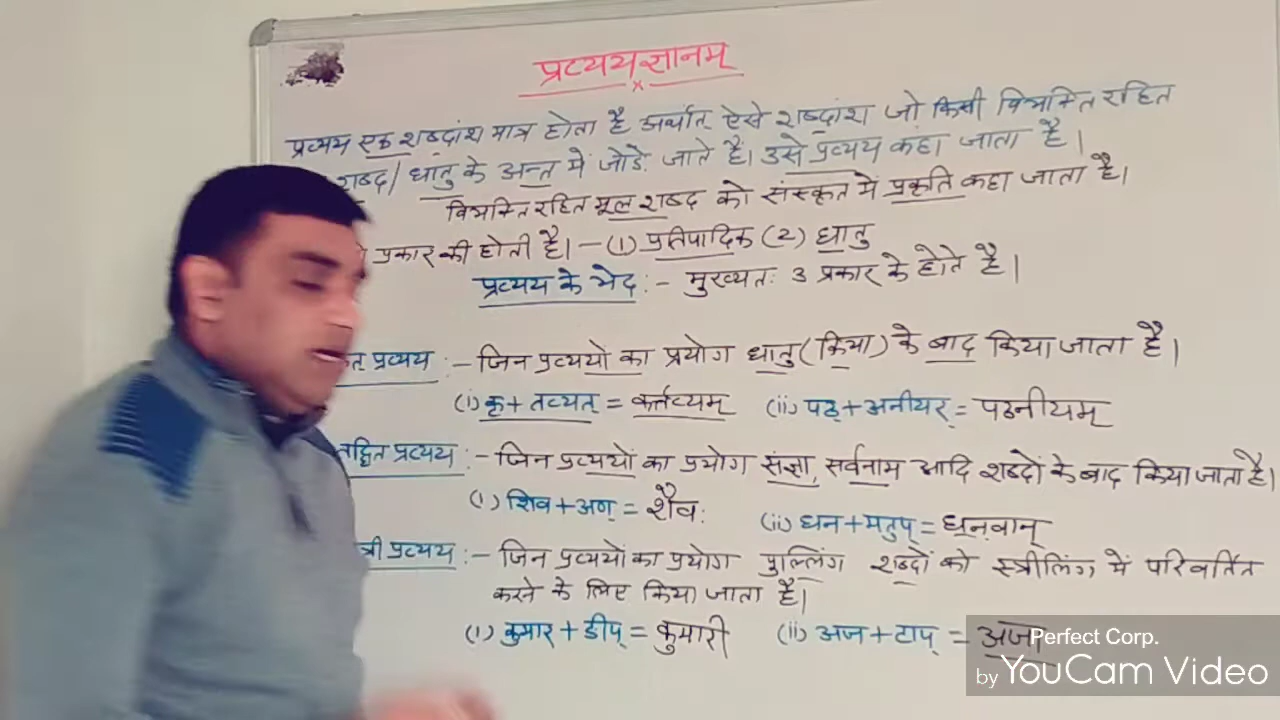 प्रत्ययज्ञानम्
प्रत्यय एक शब्दांश मात्र होता है अर्थात् ऐसे शब्दांश जो किसी विभक्ति रहित
शब्द/धातु के अन्त में जोडे जाते हैं। उसे प्रत्यय कहा जाता है।
विभक्ति रहित मूल शब्द को संस्कृत में प्रकृति कहा जाता है।
प्रकार की होती है। - (1) प्रतिपादिक (2) धातु
प्रत्यय के भेद :- मुख्यतः 3 प्रकार के होते है।
प्रत्यय :- जिन प्रत्ययों का प्रयोग धातु (क्रिया) के बाद किया जाता है।
(i) कृ + तव्यत् = कर्त्तव्यम् (ii) पठ् + अनीयर् = पठनीयम्
तद्धित प्रत्यय :- जिन प्रत्ययों का प्रयोग संज्ञा, सर्वनाम आदि शब्दों के बाद किया जाता है।
(i) शिव + अण् = शैवः (ii) धन + मतुप् = धनवान्
त्री प्रत्यय :- जिन प्रत्ययों का प्रयोग पुल्लिंग शब्दों को स्त्रीलिंग में परिवर्तित
करने के लिए किया जाता है।
(i) कुमार + डीप् = कुमारी (ii) अज + टाप् = अजा
Perfect Corp.
by YouCam Video